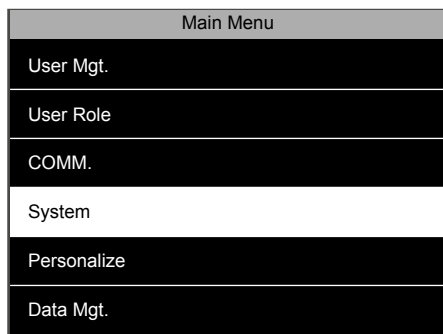 Main Menu
User Mgt.
User Role
COMM.
System
Personalize
Data Mgt.